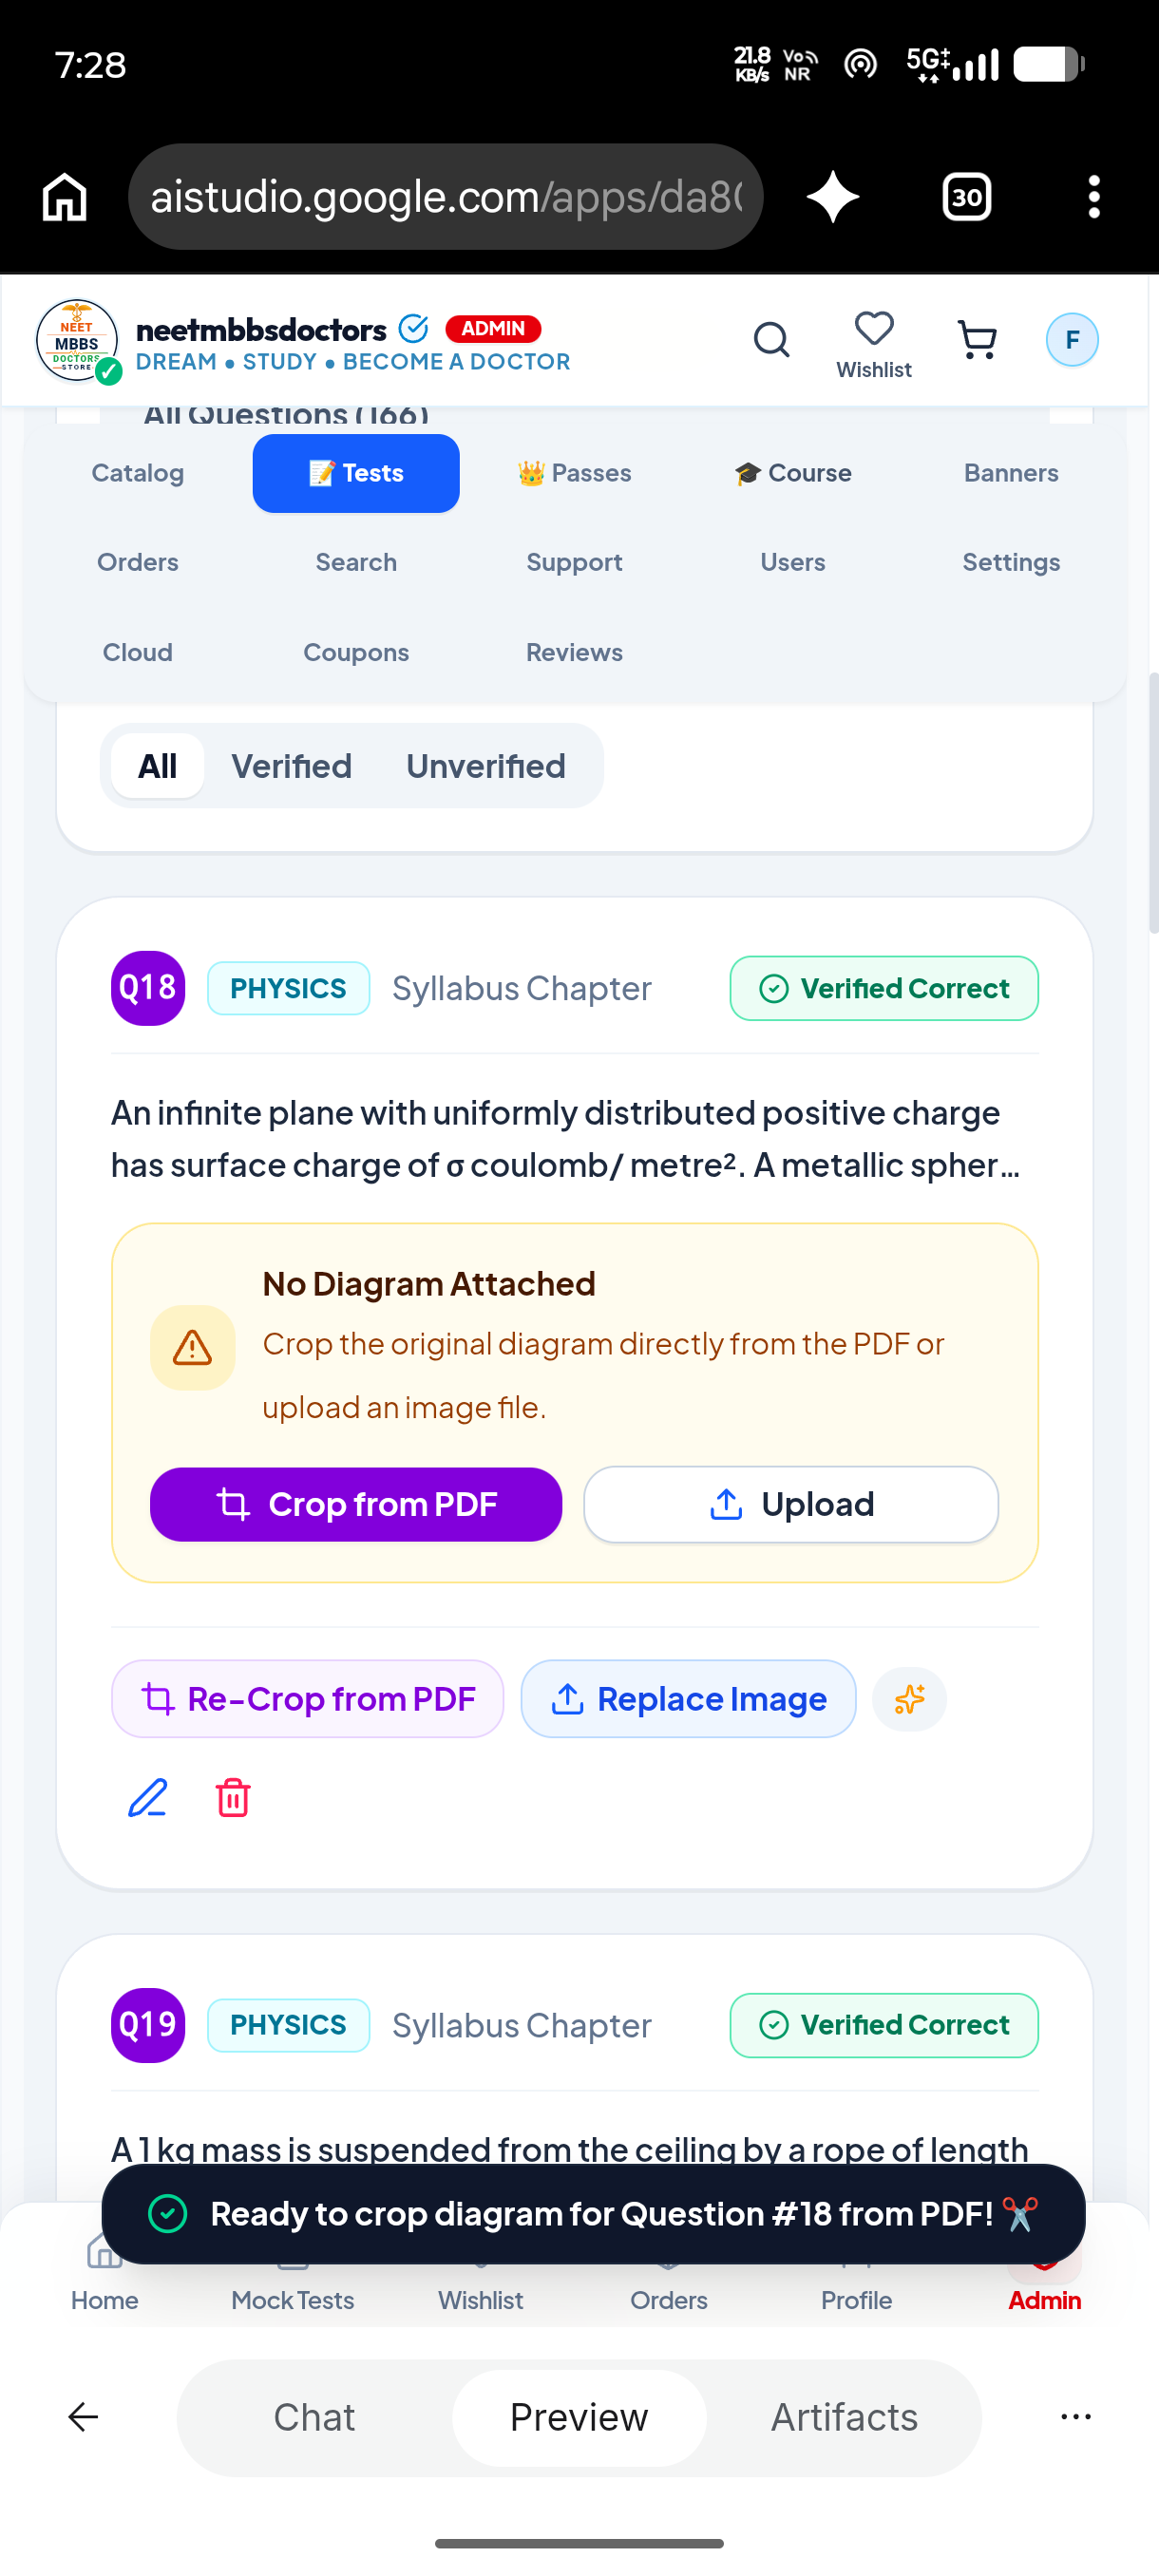 7:28
21.8 KB/s
Vo NR
5G+
aistudio.google.com/apps/da8
30
NEET
MBBS
DOCTORS
STORE
neetmbbsdoctors
ADMIN
DREAM • STUDY • BECOME A DOCTOR
Wishlist
F
All Questions (166)
Catalog
📝 Tests
👑 Passes
🎓 Course
Banners
Orders
Search
Support
Users
Settings
Cloud
Coupons
Reviews
All
Verified
Unverified
Q18
PHYSICS
Syllabus Chapter
Verified Correct
An infinite plane with uniformly distributed positive charge
has surface charge of σ coulomb/ metre². A metallic spher...
No Diagram Attached
Crop the original diagram directly from the PDF or
upload an image file.
Crop from PDF
Upload
Re-Crop from PDF
Replace Image
Q19
PHYSICS
Syllabus Chapter
Verified Correct
A 1 kg mass is suspended from the ceiling by a rope of length
Ready to crop diagram for Question #18 from PDF! ✂️
Home
Mock Tests
Wishlist
Orders
Profile
Admin
Chat
Preview
Artifacts